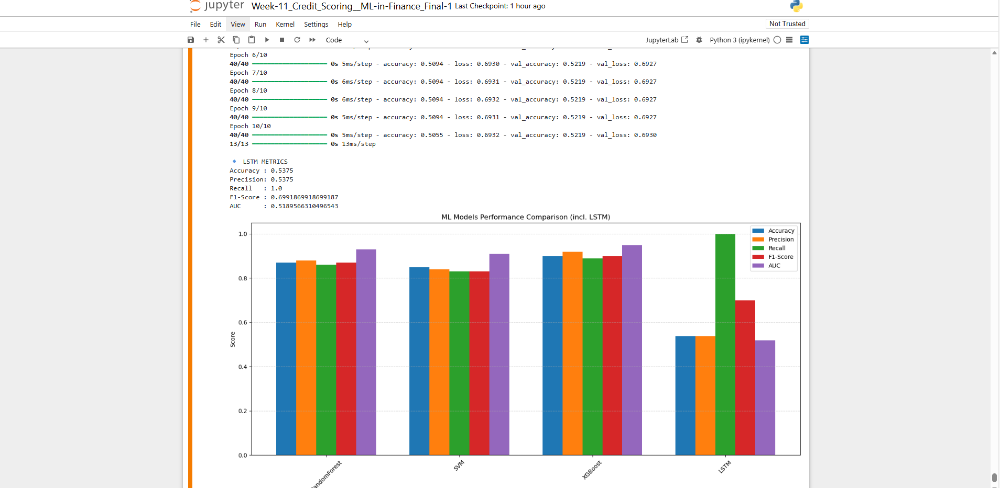 jupyter Week-11_Credit_Scoring__ML-in-Finance_Final-1 Last Checkpoint: 1 hour ago
File Edit View Run Kernel Settings Help Not Trusted
Code JupyterLab Python 3 (ipykernel)
Epoch 6/10
40/40 0s 5ms/step - accuracy: 0.5094 - loss: 0.6930 - val_accuracy: 0.5219 - val_loss: 0.6927
Epoch 7/10
40/40 0s 6ms/step - accuracy: 0.5094 - loss: 0.6931 - val_accuracy: 0.5219 - val_loss: 0.6927
Epoch 8/10
40/40 0s 6ms/step - accuracy: 0.5094 - loss: 0.6932 - val_accuracy: 0.5219 - val_loss: 0.6927
Epoch 9/10
40/40 0s 5ms/step - accuracy: 0.5094 - loss: 0.6931 - val_accuracy: 0.5219 - val_loss: 0.6927
Epoch 10/10
40/40 0s 5ms/step - accuracy: 0.5055 - loss: 0.6932 - val_accuracy: 0.5219 - val_loss: 0.6930
13/13 0s 13ms/step
LSTM METRICS
Accuracy : 0.5375
Precision: 0.5375
Recall : 1.0
F1-Score : 0.6991869918699187
AUC : 0.5189566310496543
ML Models Performance Comparison (incl. LSTM)
Accuracy
Precision
Recall
F1-Score
AUC
1.0
0.8
0.6
0.4
0.2
0.0
Score
andomForest
SVM
XGBoost
LSTM